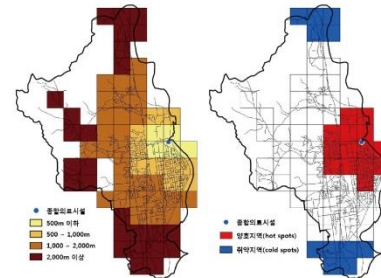 종합의료시설
500m 이하
500 ~ 1,000m
1,000 ~ 2,000m
2,000m 이상
종합의료시설
양호지역(hot spots)
취약지역(cold spots)